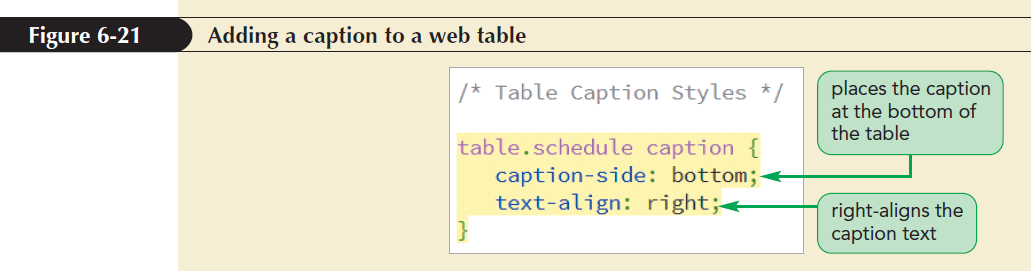 Figure 6-21 Adding a caption to a web table
/* Table Caption Styles */
table.schedule caption {
caption-side: bottom;
text-align: right;
}
places the caption
at the bottom of
the table
right-aligns the
caption text